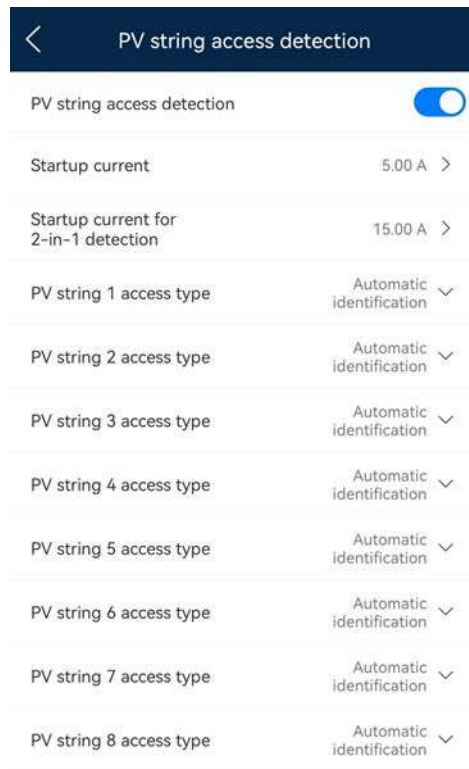 PV string access detection
PV string access detection
Startup current 5.00 A
Startup current for
2-in-1 detection
15.00 A
PV string 1 access type
Automatic
identification
PV string 2 access type
Automatic
identification
PV string 3 access type
Automatic
identification
PV string 4 access type
Automatic
identification
PV string 5 access type
Automatic
identification
PV string 6 access type
Automatic
identification
PV string 7 access type
Automatic
identification
PV string 8 access type
Automatic
identification